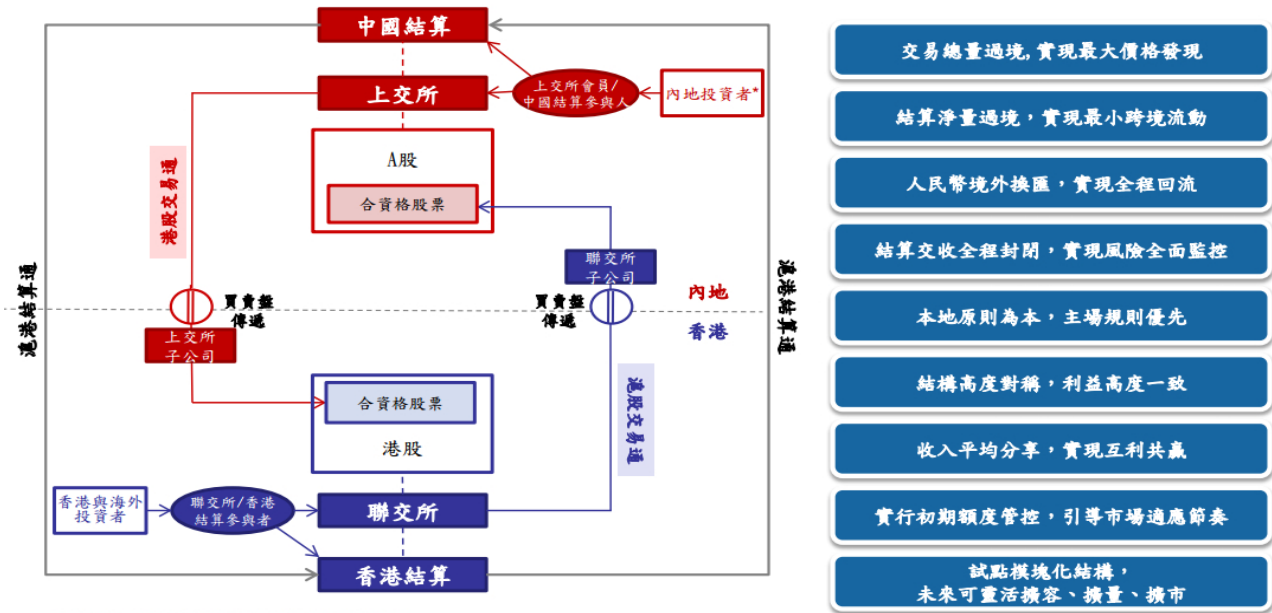 中國結算
上交所
上交所會員/
中國結算參與人
內地投資者*
A股
合資格股票
港股交易通
滬港結算通
買賣盤
傳遞
上交所
子公司
聯交所
子公司
買賣盤
傳遞
內地
香港
滬港結算通
合資格股票
港股
滬股交易通
香港與海外
投資者
聯交所/香港
結算參與者
聯交所
香港結算
交易總量過境,實現最大價格發現
結算淨量過境，實現最小跨境流動
人民幣境外換匯，實現全程回流
結算交收全程封閉，實現風險全面監控
本地原則為本，主場規則優先
結構高度對稱，利益高度一致
收入平均分享，實現互利共贏
實行初期額度管控，引導市場適應節奏
試點模塊化結構，
未來可靈活擴容、擴量、擴市